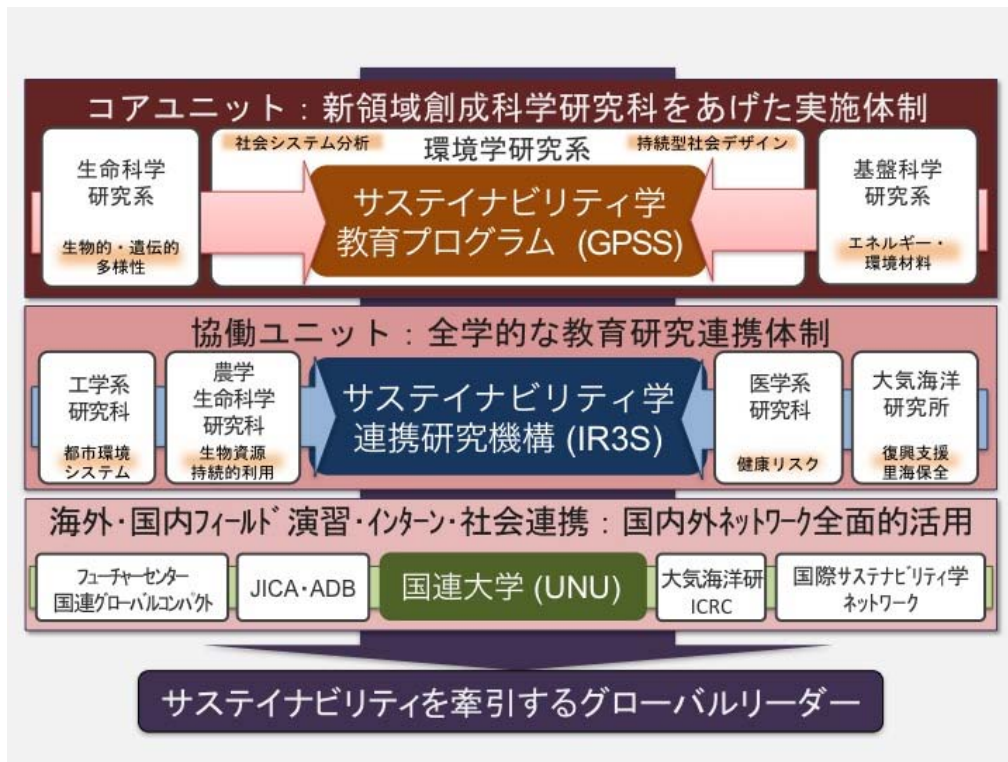 コアユニット：新領域創成科学研究科をあげた実施体制
生命科学
研究系
生物的・遺伝的
多様性
社会システム分析
環境学研究系
持続型社会デザイン
サステイナビリティ学
教育プログラム (GPSS)
基盤科学
研究系
エネルギー・
環境材料
協働ユニット：全学的な教育研究連携体制
工学系
研究科
都市環境
システム
農学
生命科学
研究科
生物資源
持続的利用
サステイナビリティ学
連携研究機構 (IR3S)
医学系
研究科
健康リスク
大気海洋
研究所
復興支援
里海保全
海外･国内ﾌｨｰﾙﾄﾞ演習･ｲﾝﾀｰﾝ･社会連携：国内外ﾈｯﾄﾜｰｸ全面的活用
ﾌｭｰﾁｬｰｾﾝﾀｰ
国連ｸﾞﾛｰﾊﾞﾙｺﾝﾊﾟｸﾄ
JICA･ADB
国連大学 (UNU)
大気海洋研
ICRC
国際ｻｽﾃﾅﾋﾞﾘﾃｨ学
ﾈｯﾄﾜｰｸ
サステイナビリティを牽引するグローバルリーダー